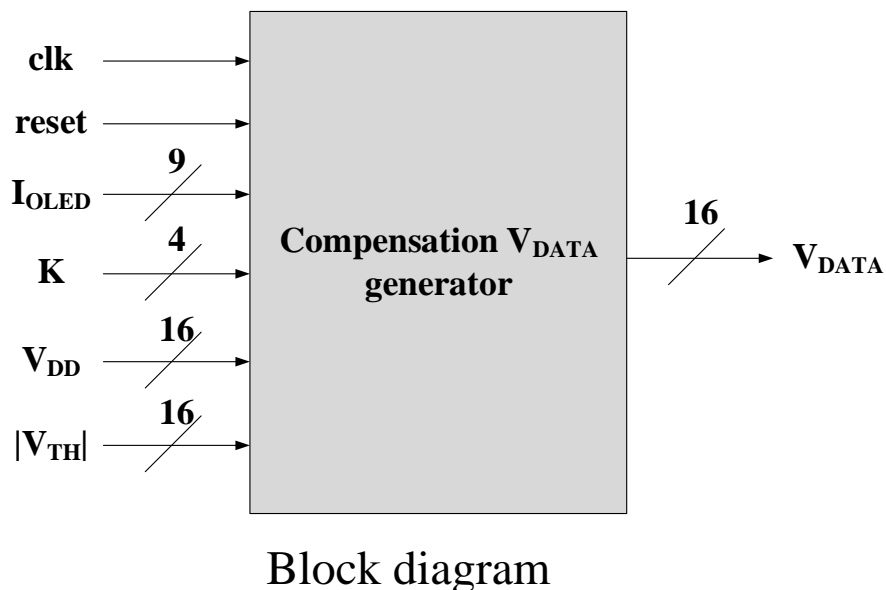 clk
reset
9
I_OLED
4
K
16
V_DD
16
|V_TH|
Compensation V_DATA
generator
16
V_DATA
Block diagram